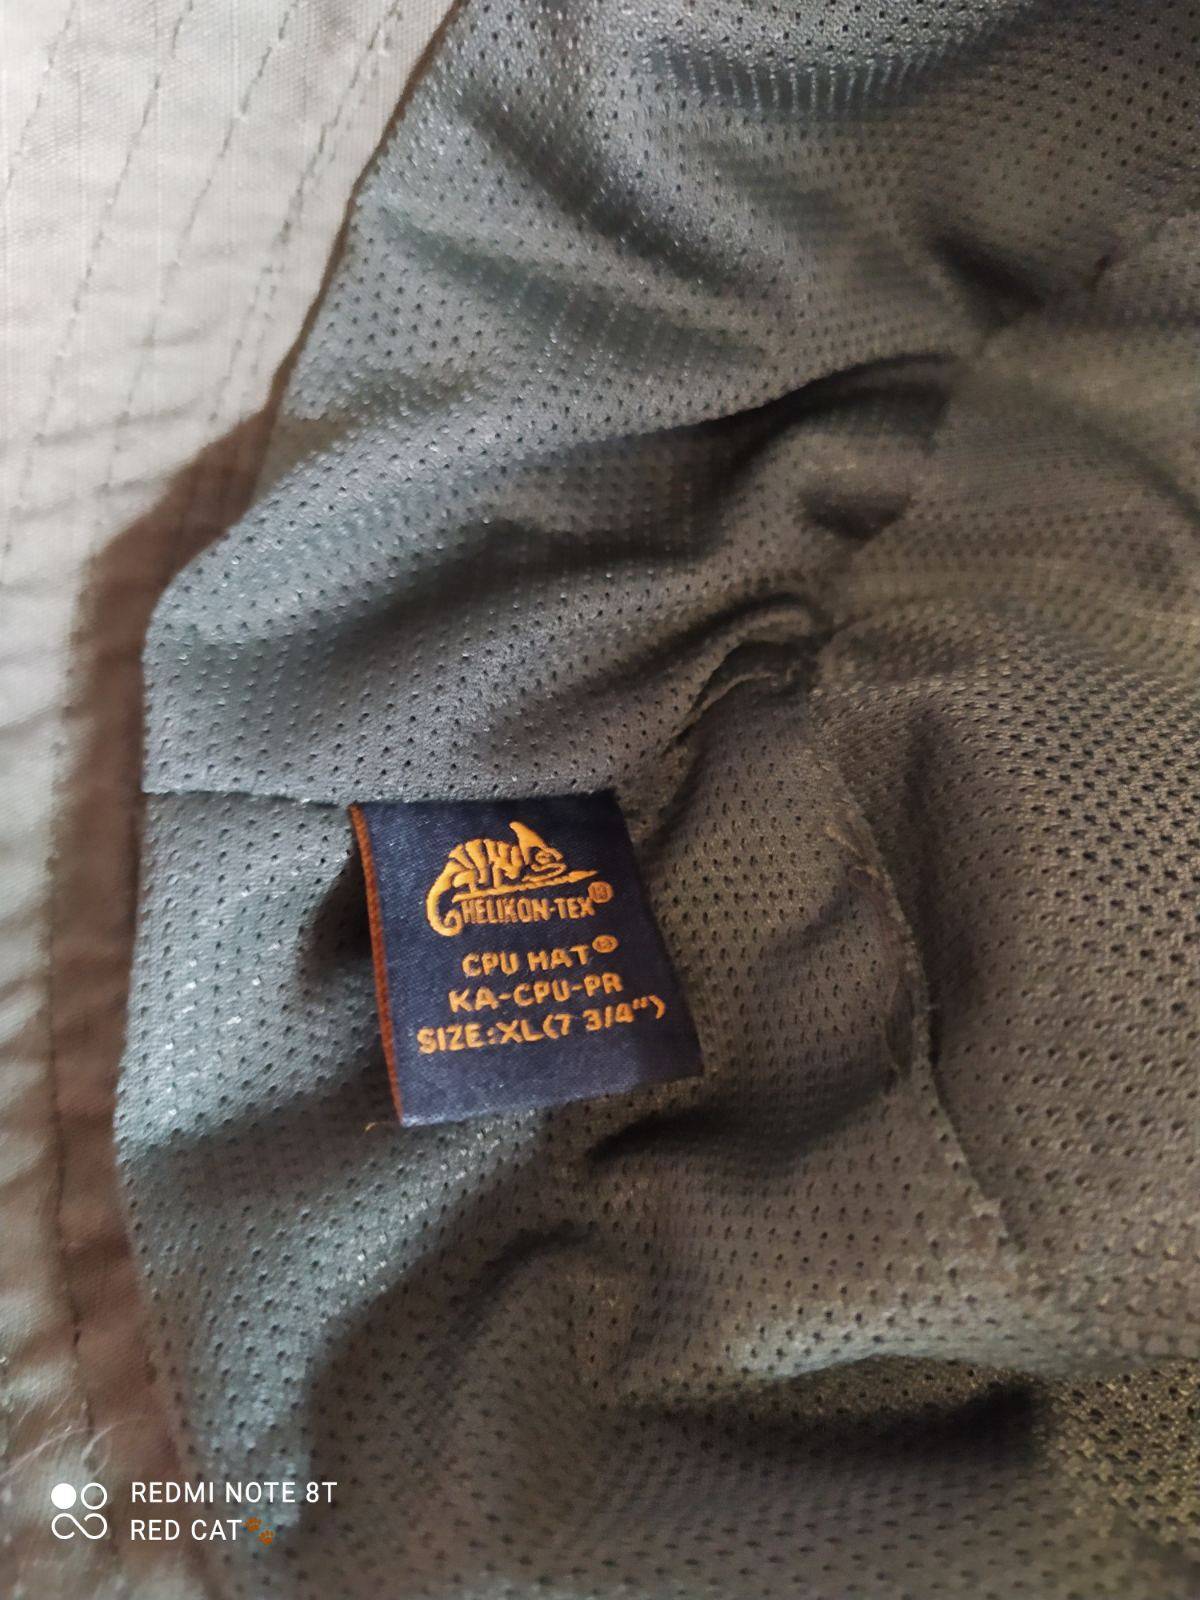 HELIKON-TEX®
CPU HAT®
KA-CPU-PR
SIZE:XL(7 3/4")
REDMI NOTE 8T
RED CAT🐾